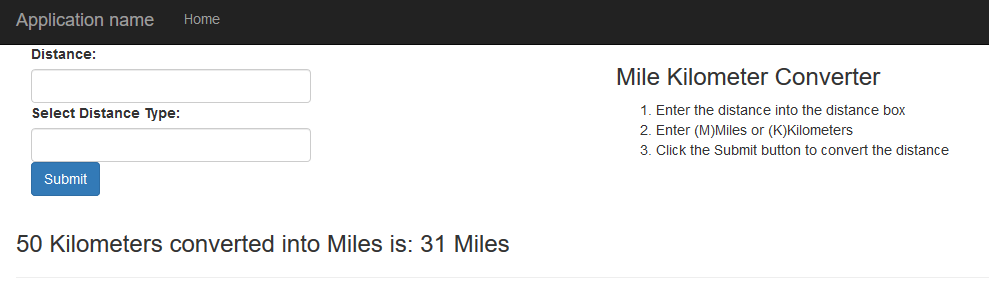 Application name Home
Distance:
Select Distance Type:
Submit
Mile Kilometer Converter
1. Enter the distance into the distance box
2. Enter (M)Miles or (K)Kilometers
3. Click the Submit button to convert the distance
50 Kilometers converted into Miles is: 31 Miles